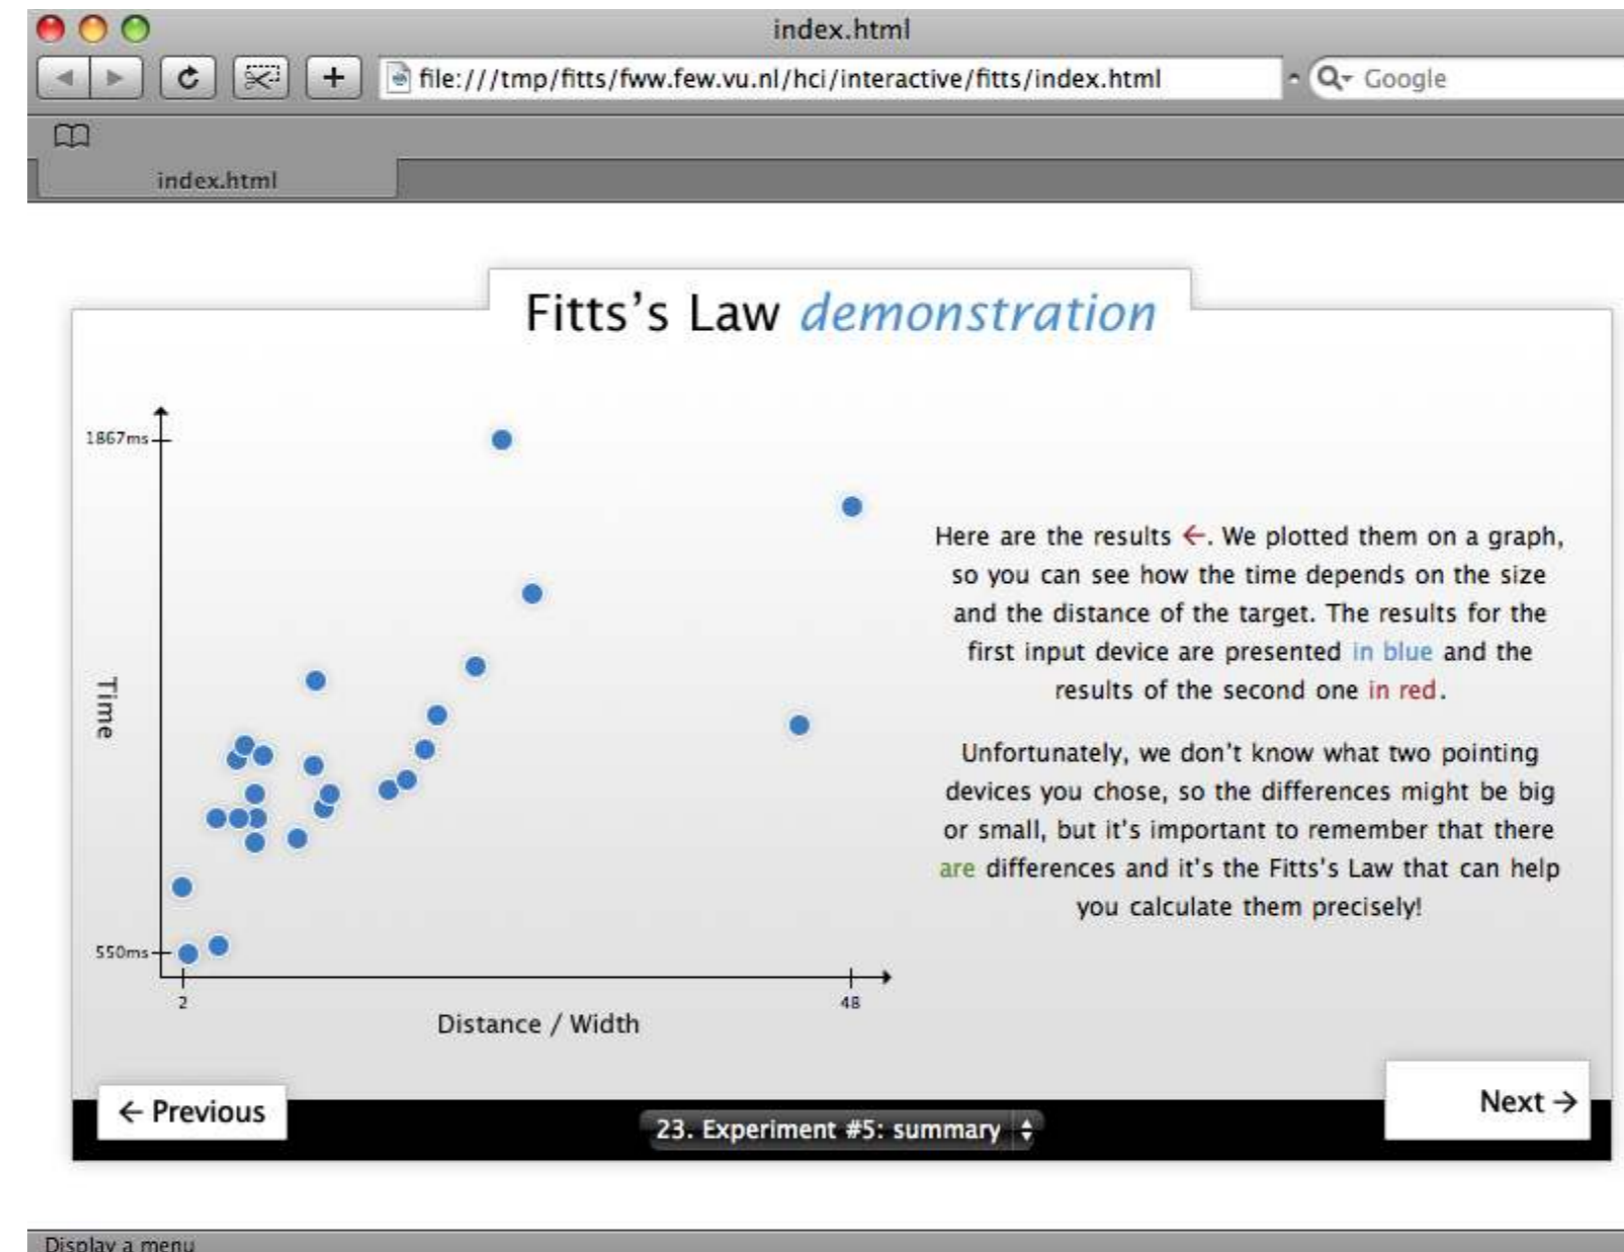 index.html
file:///tmp/fitts/fww.few.vu.nl/hci/interactive/fitts/index.html
Google
index.html
Fitts's Law demonstration
1867ms
Time
550ms
2
48
Distance / Width
Here are the results ←. We plotted them on a graph,
so you can see how the time depends on the size
and the distance of the target. The results for the
first input device are presented in blue and the
results of the second one in red.
Unfortunately, we don't know what two pointing
devices you chose, so the differences might be big
or small, but it's important to remember that there
are differences and it's the Fitts's Law that can help
you calculate them precisely!
← Previous
23. Experiment #5: summary
Next →
Display a menu